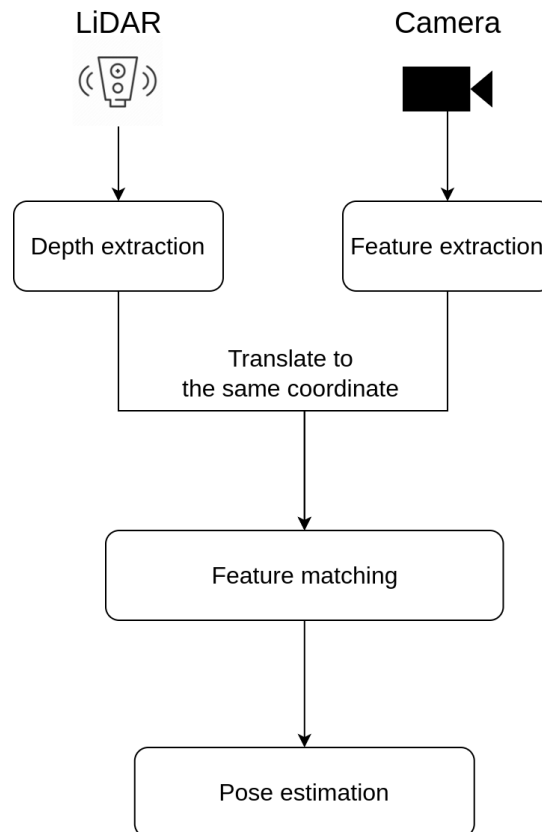 LiDAR
Camera
Depth extraction
Feature extraction
Translate to
the same coordinate
Feature matching
Pose estimation